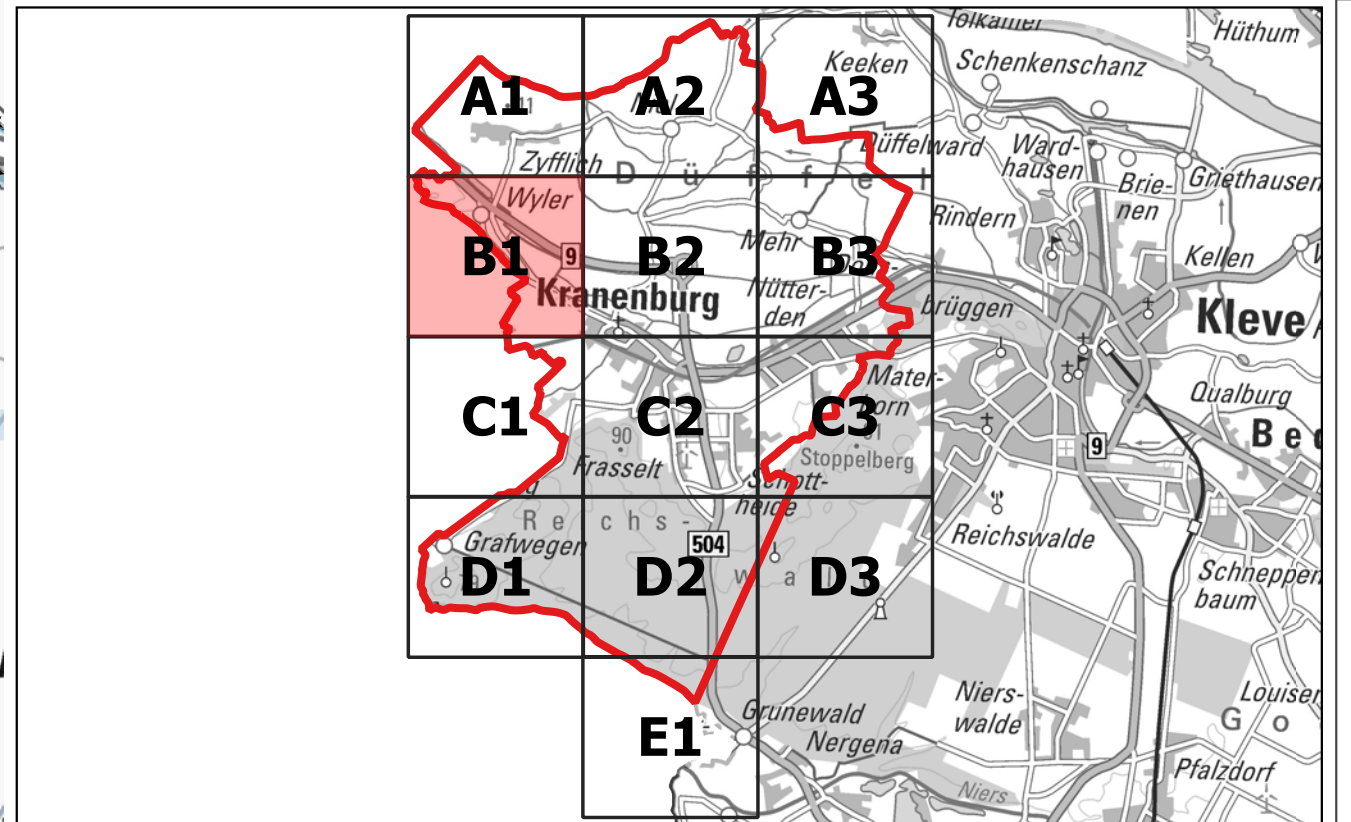 Tolkamer
Hüthum
Keeken
Schenkenschanz
A1
A2
A3
Düffelward
Ward-
hausen
Zyfflich
D ü f f e l
Brie-
nen
Griethausen
Wyler
Rindern
Mehr
B1
9
B2
B3
Kellen
Kranenburg
Nütter-
den
brüggen
Kleve
Mater-
born
Qualburg
C1
C2
C3
90
91
Frasselt
Stoppelberg
9
Schott-
heide
R e i c h s -
w a l d
504
Grafwegen
Reichswalde
D1
D2
D3
Schneppen
baum
Niers-
walde
Louisen
G o
E1
Grunewald
Nergena
Pfalzdorf
Niers